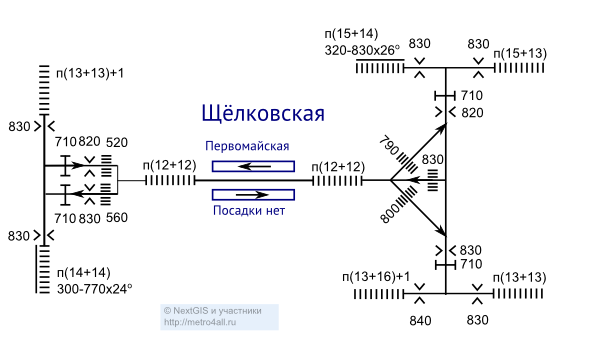 п(15+14)
320-830x26°
830
830
п(15+13)
п(13+13)+1
710
820
Щёлковская
830
710 820 520
Первомайская
790
830
п(12+12)
п(12+12)
800
Посадки нет
710 830 560
830
830
710
п(14+14)
300-770x24°
п(13+16)+1
п(13+13)
840
830
© NextGIS и участники
http://metro4all.ru